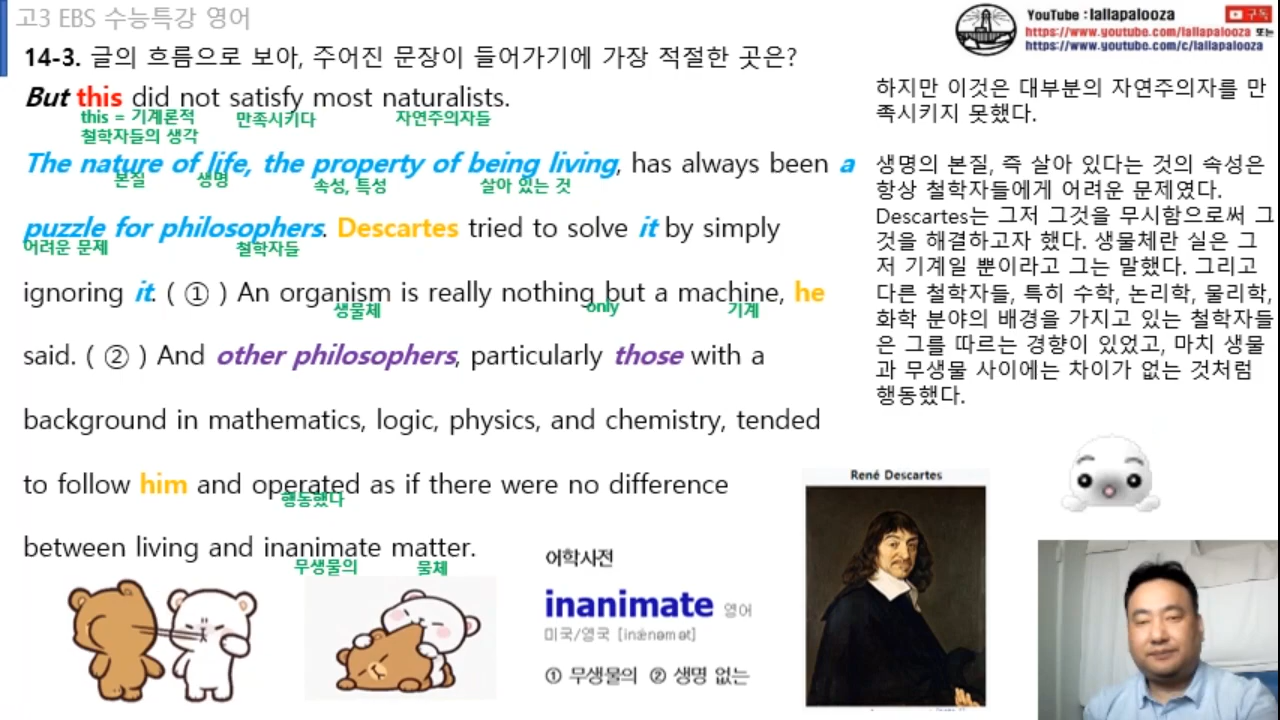 고3 EBS 수능특강 영어
YouTube : lallapalooza
구독
https://www.youtube.com/lallapalooza 또는
https://www.youtube.com/c/lallapalooza
14-3. 글의 흐름으로 보아, 주어진 문장이 들어가기에 가장 적절한 곳은?
But this did not satisfy most naturalists.
this = 기계론적
만족시키다
자연주의자들
철학자들의 생각
The nature of life, the property of being living, has always been a
본질
생명
속성, 특성
살아 있는 것
puzzle for philosophers. Descartes tried to solve it by simply
어려운 문제
철학자들
ignoring it. ( ① ) An organism is really nothing but a machine, he
생물체
only
기계
said. ( ② ) And other philosophers, particularly those with a
background in mathematics, logic, physics, and chemistry, tended
to follow him and operated as if there were no difference
행동했다
between living and inanimate matter.
무생물의
물체
하지만 이것은 대부분의 자연주의자를 만
족시키지 못했다.
생명의 본질, 즉 살아 있다는 것의 속성은
항상 철학자들에게 어려운 문제였다.
Descartes는 그저 그것을 무시함으로써 그
것을 해결하고자 했다. 생물체란 실은 그
저 기계일 뿐이라고 그는 말했다. 그리고
다른 철학자들, 특히 수학, 논리학, 물리학,
화학 분야의 배경을 가지고 있는 철학자들
은 그를 따르는 경향이 있었고, 마치 생물
과 무생물 사이에는 차이가 없는 것처럼
행동했다.
어학사전
inanimate 영어
미국/영국 [inǽnəmət]
① 무생물의 ② 생명 없는
René Descartes